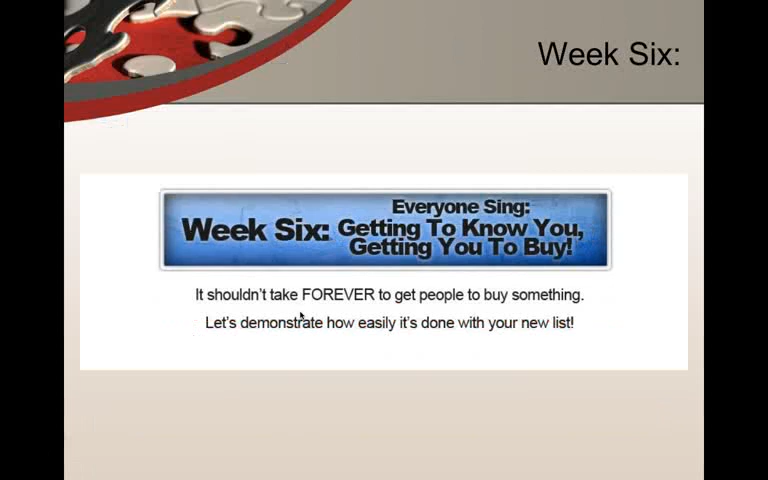 Week Six:
Everyone Sing:
Week Six: Getting To Know You,
Getting You To Buy!
It shouldn't take FOREVER to get people to buy something.
Let's demonstrate how easily it's done with your new list!